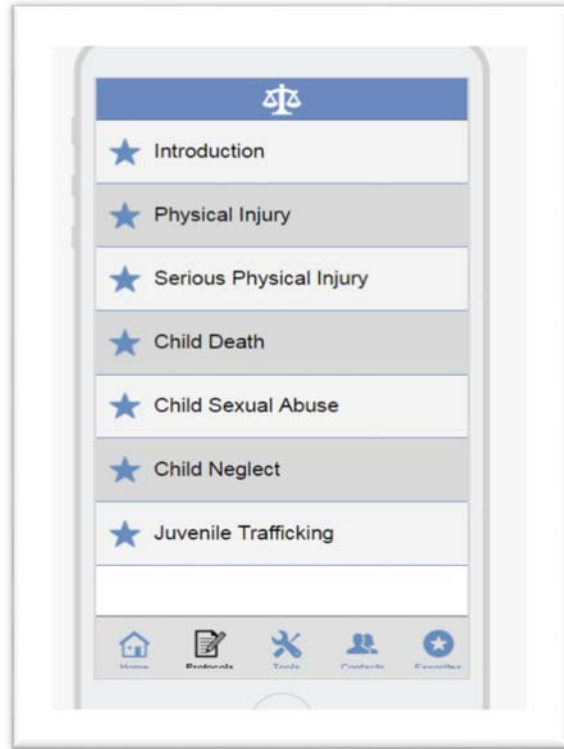 Introduction
Physical Injury
Serious Physical Injury
Child Death
Child Sexual Abuse
Child Neglect
Juvenile Trafficking
Home Protocols Tools Contacts Favorites